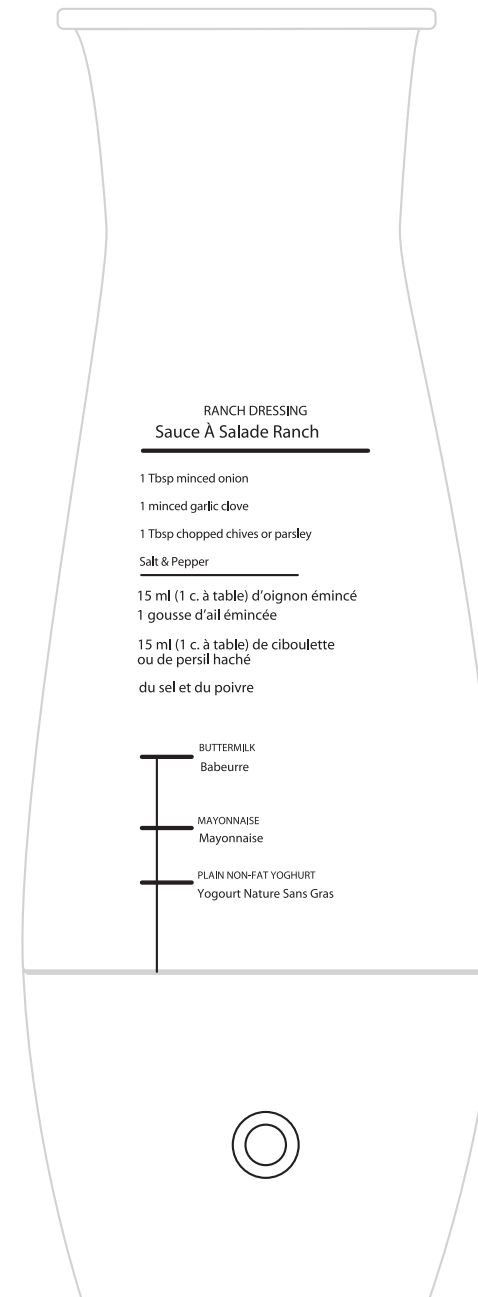 RANCH DRESSING
Sauce À Salade Ranch
1 Tbsp minced onion
1 minced garlic clove
1 Tbsp chopped chives or parsley
Salt & Pepper
15 ml (1 c. à table) d'oignon émincé
1 gousse d'ail émincée
15 ml (1 c. à table) de ciboulette
ou de persil haché
du sel et du poivre
BUTTERMILK
Babeurre
MAYONNAISE
Mayonnaise
PLAIN NON-FAT YOGHURT
Yogourt Nature Sans Gras